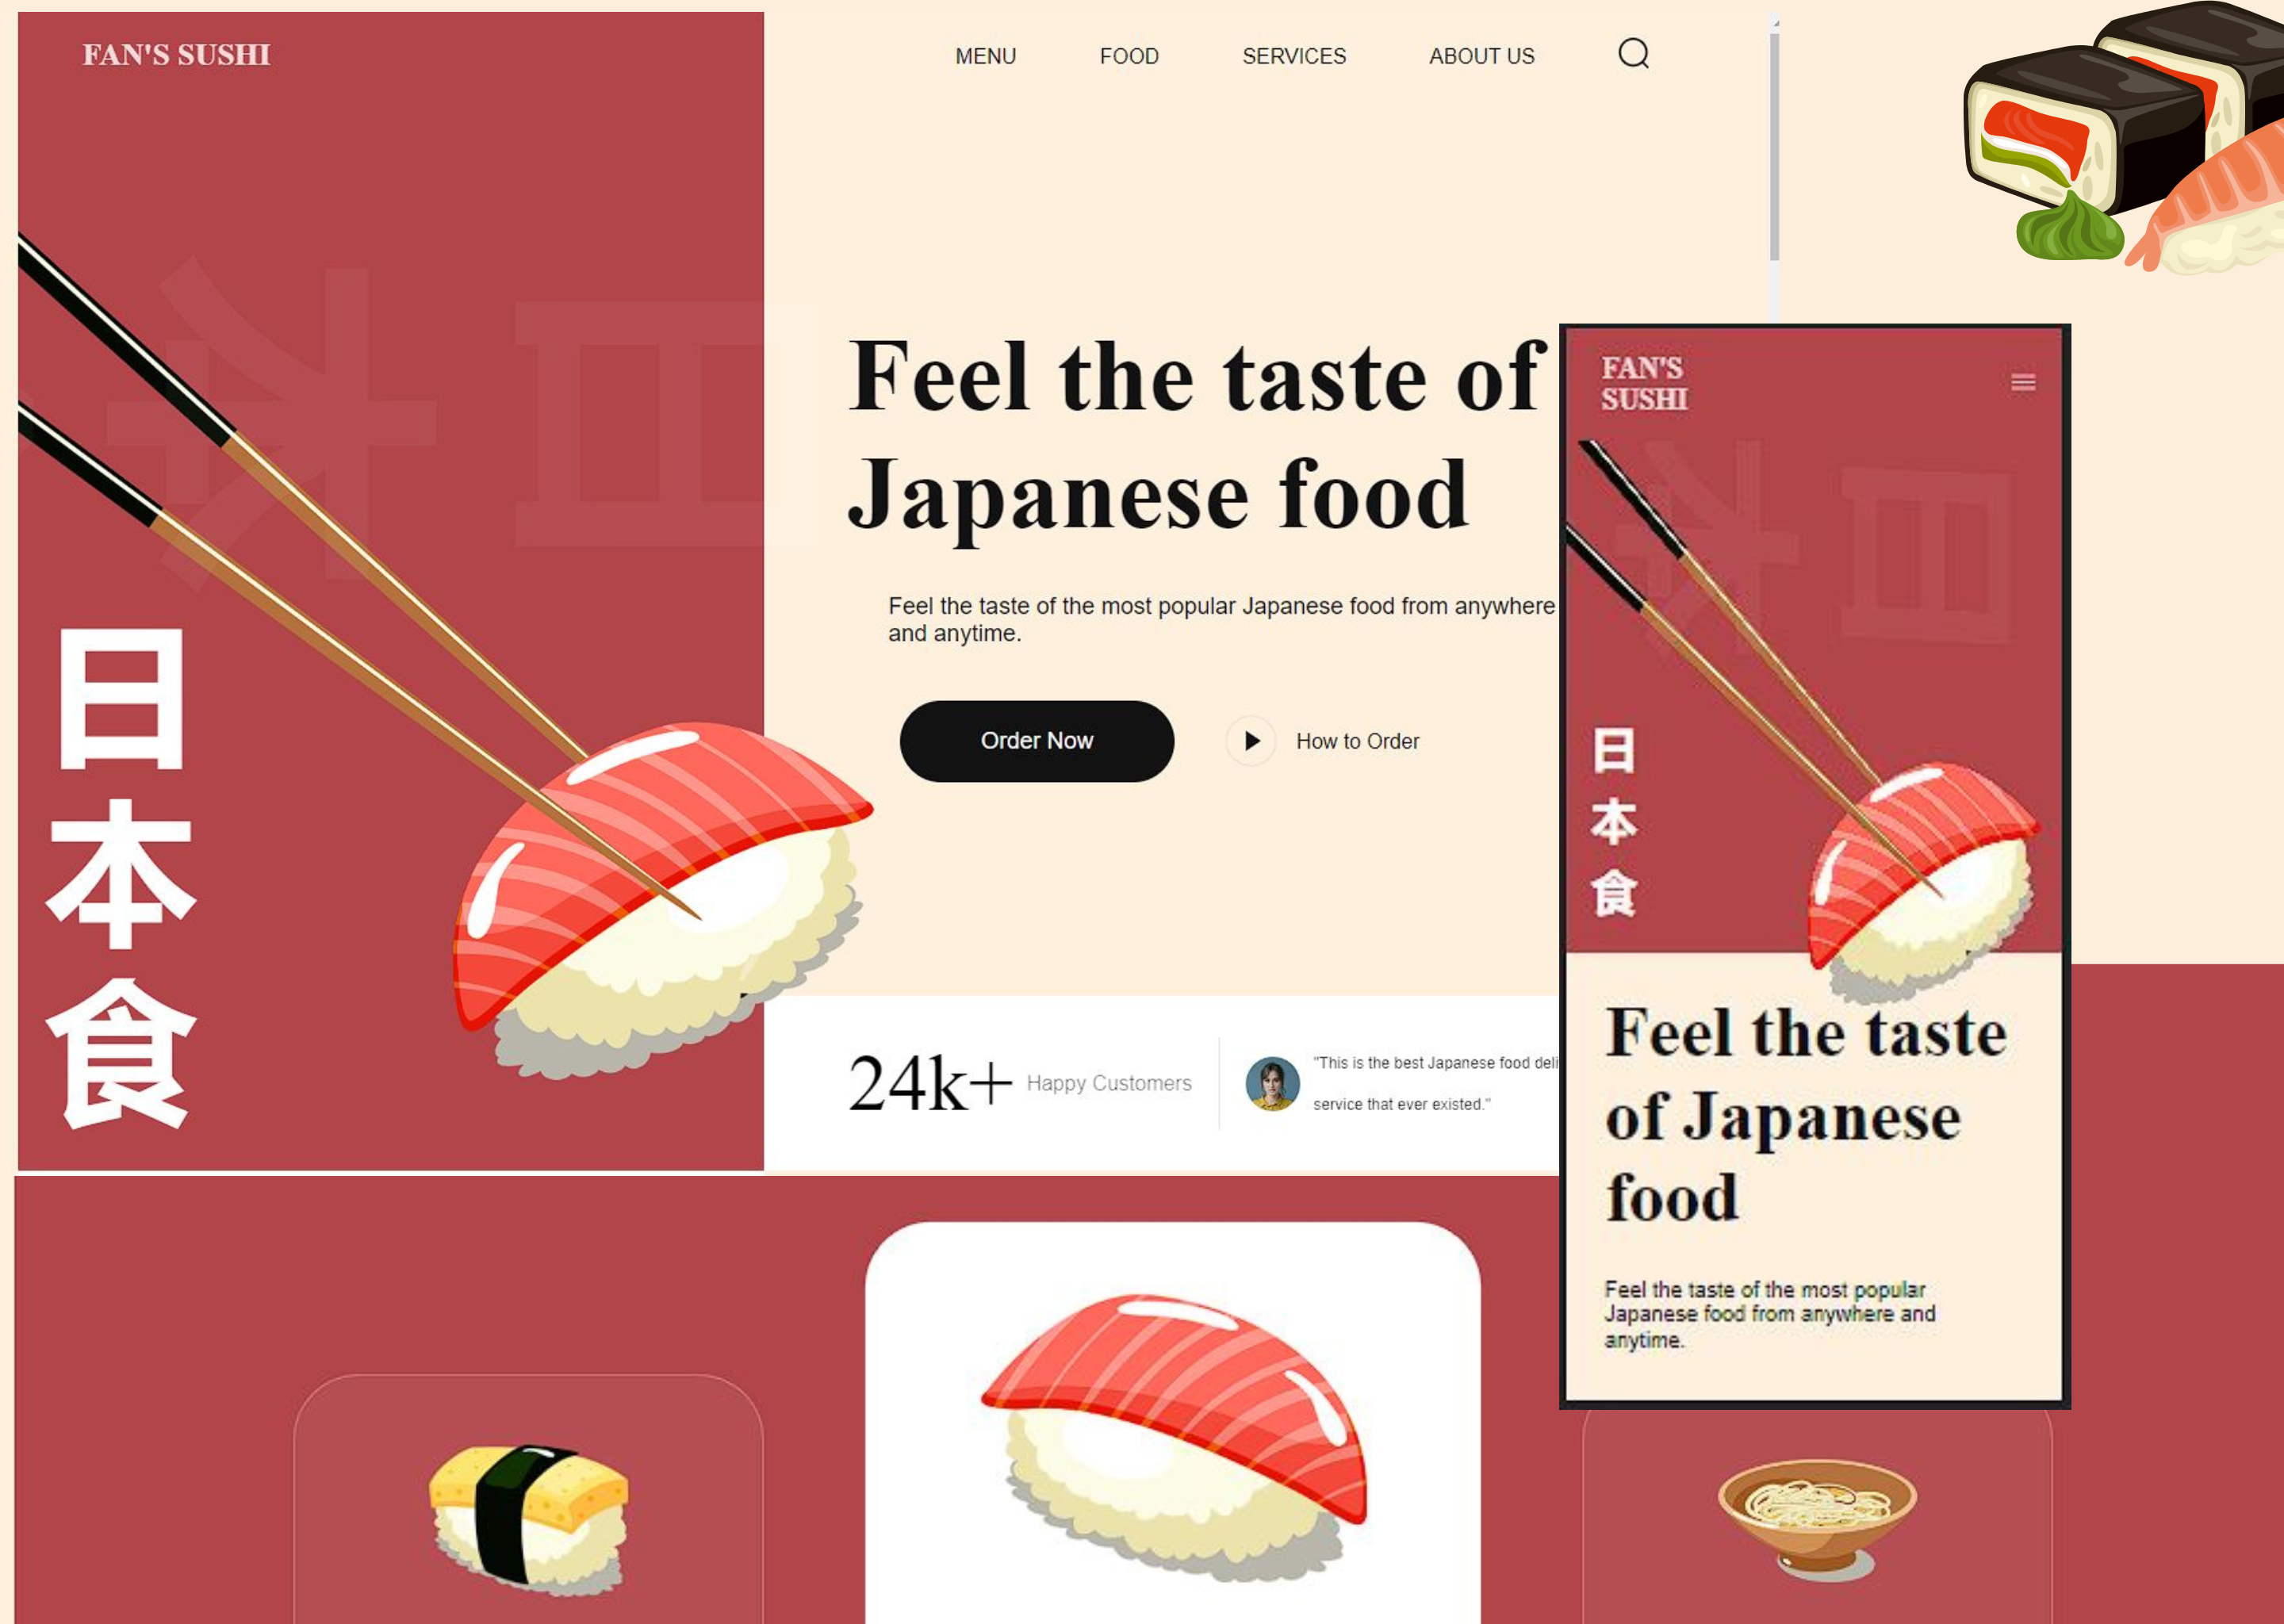 FAN'S SUSHI
MENU
FOOD
SERVICES
ABOUT US
Feel the taste of
Japanese food
Feel the taste of the most popular Japanese food from anywhere
and anytime.
Order Now
How to Order
日
本
食
24k+
Happy Customers
"This is the best Japanese food deli
service that ever existed."
FAN'S
SUSHI
日
本
食
Feel the taste
of Japanese
food
Feel the taste of the most popular
Japanese food from anywhere and
anytime.